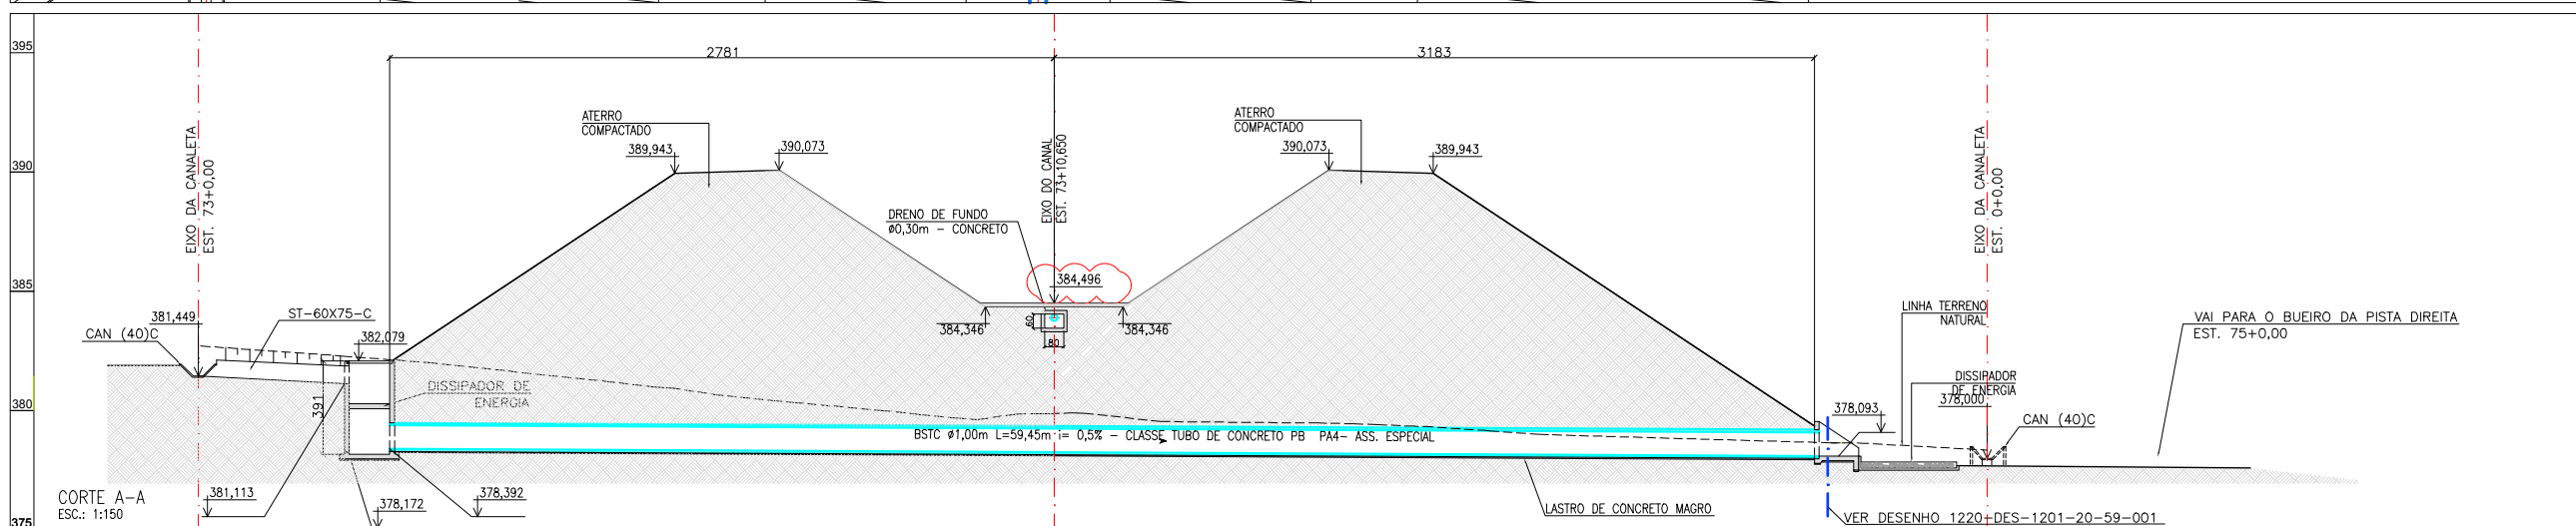 395
390
385
380
375
2781
3183
EIXO DA CANALETA
EST. 73+0,00
ATERRO
COMPACTADO
389,943
390,073
EIXO DO CANAL
EST. 73+10,650
ATERRO
COMPACTADO
390,073
389,943
EIXO DA CANALETA
EST. 0+0,00
DRENO DE FUNDO
ø0,30m - CONCRETO
384,496
384,346
384,346
60
80
381,449
ST-60X75-C
CAN (40)C
382,079
391
DISSIPADOR DE
ENERGIA
LINHA TERRENO
NATURAL
VAI PARA O BUEIRO DA PISTA DIREITA
EST. 75+0,00
DISSIPADOR
DE ENERGIA
378,000
378,093
CAN (40)C
BSTC ø1,00m L=59,45m i= 0,5% - CLASSE TUBO DE CONCRETO PB PA4- ASS. ESPECIAL
CORTE A-A
ESC.: 1:150
381,113
378,172
378,392
LASTRO DE CONCRETO MAGRO
VER DESENHO 1220-DES-1201-20-59-001